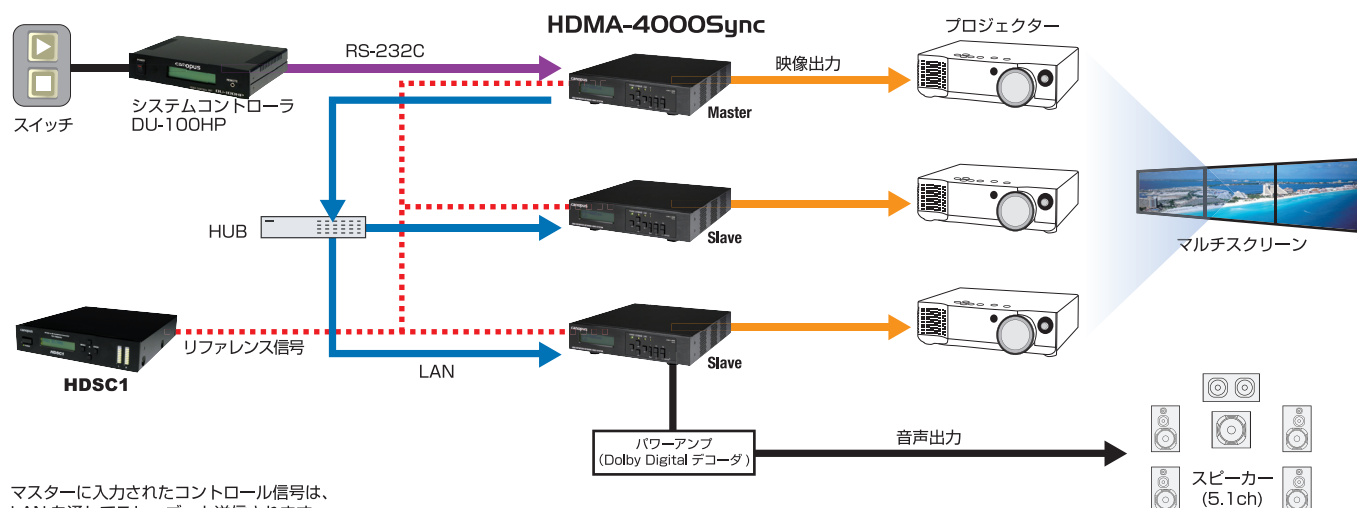 HDMA-4000Sync
プロジェクター
RS-232C
映像出力
canopus
システムコントローラ
DU-100HP
スイッチ
Master
HUB
Slave
マルチスクリーン
リファレンス信号
HDSC1
LAN
Slave
パワーアンプ
(Dolby Digital デコーダ)
音声出力
スピーカー
(5.1ch)
マスターに入力されたコントロール信号は、